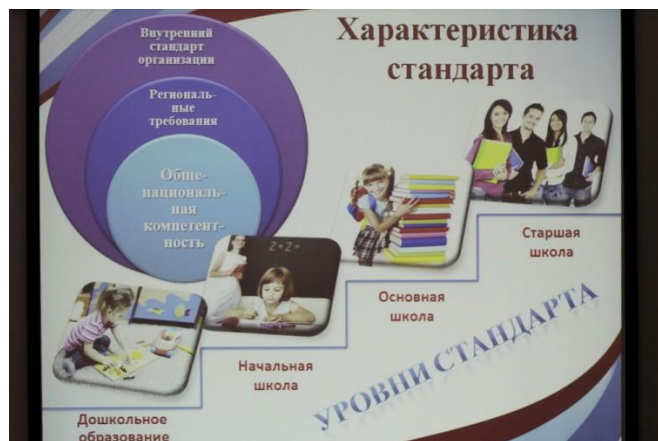 Характеристика
стандарта
Внутренний
стандарт
организации
Региональ-
ные
требования
Обще-
национальь-
ная
компетент-
ность
2+2=
Старшая
школа
Основная
школа
Начальная
школа
Дошкольное
образование
УРОВНИ СТАНДАРТА